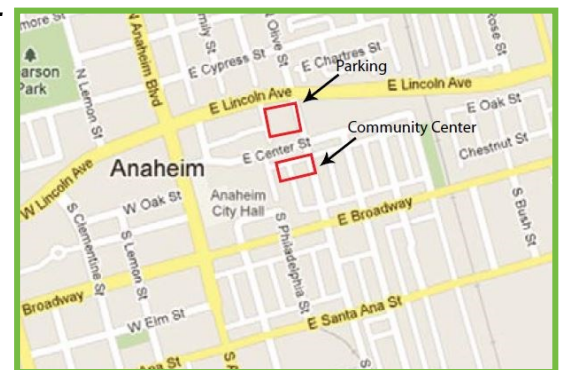 N Anaheim Blvd
N Olive St
E Chartres St
Rose St
E Cypress St
Parking
Park
N Lemon St
E Lincoln Ave
E Lincoln Ave
E Oak St
Community Center
E Center St
Chestnut St
Anaheim
W Lincoln Ave
W Oak St
Anaheim
City Hall
E Broadway
S Bush St
S Clementine St
S Lemon St
S Philadelphia St
Broadway
W Elm St
E Santa Ana St
Ana St